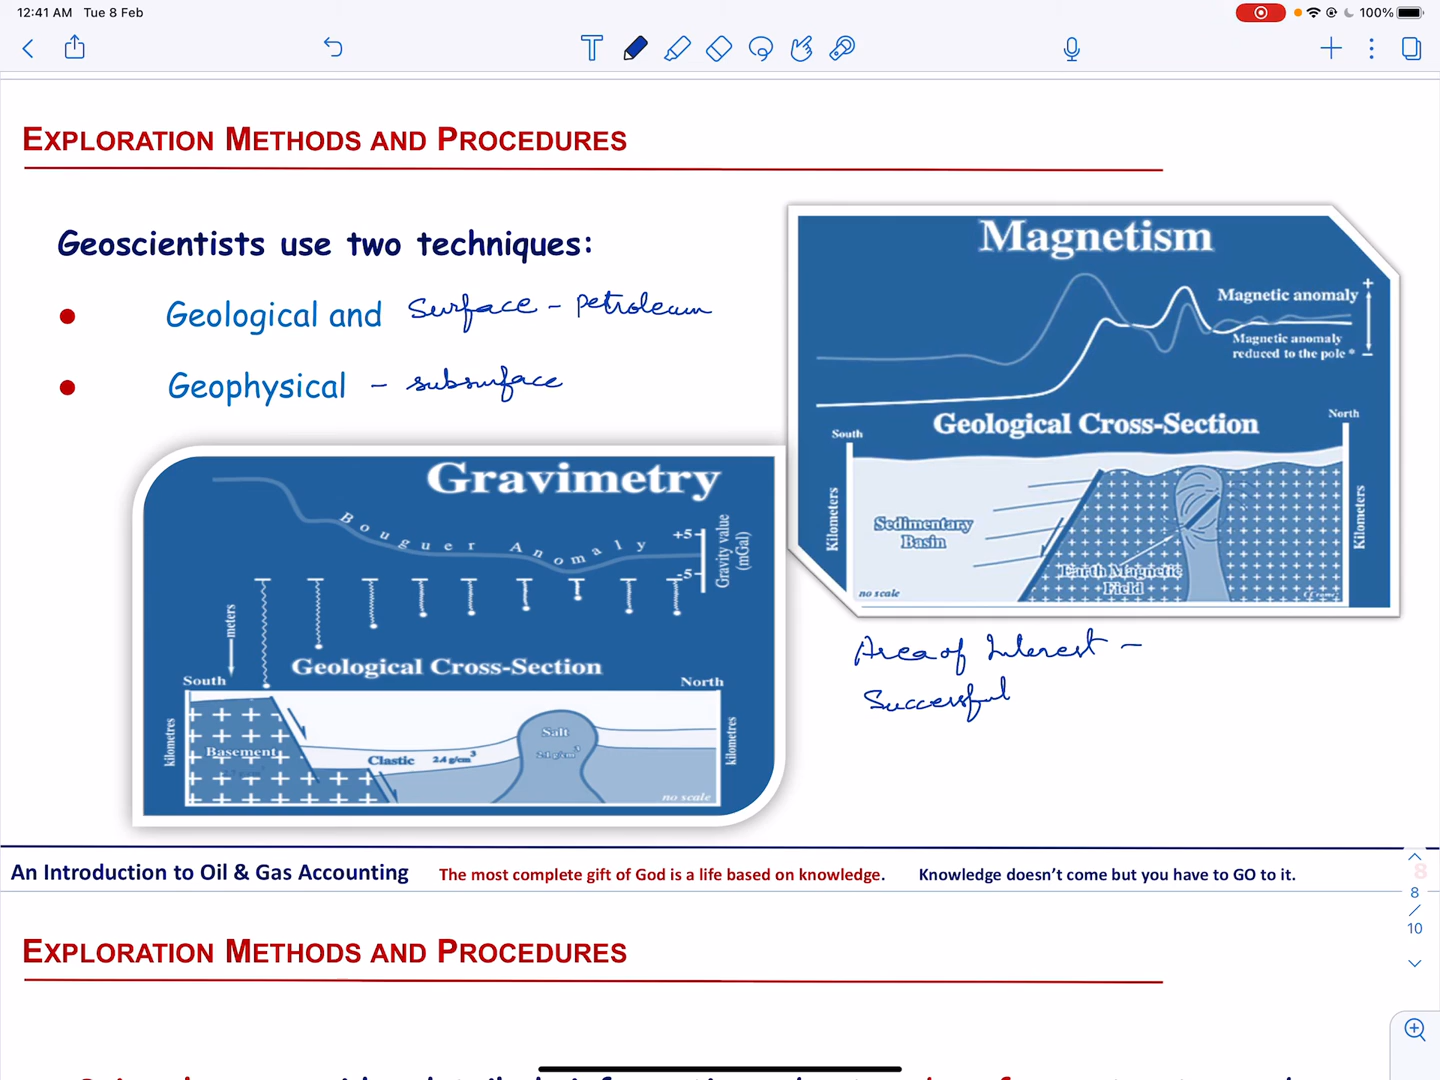 12:41 AM Tue 8 Feb
100%
EXPLORATION METHODS AND PROCEDURES
Geoscientists use two techniques:
• Geological and surface - petroleum
• Geophysical - subsurface
Magnetism
Magnetic anomaly
Magnetic anomaly
reduced to the pole *
+
−
Geological Cross-Section
South
North
Kilometers
Kilometers
Sedimentary
Basin
Earth Magnetic
Field
no scale
Gravimetry
Bouguer Anomaly
+5
-5
Gravity value
(mGal)
meters
Geological Cross-Section
South
North
kilometres
kilometres
Basement
Clastic 2.4 g/cm³
Salt
no scale
Area of Interest -
Successful
An Introduction to Oil & Gas Accounting The most complete gift of God is a life based on knowledge. Knowledge doesn't come but you have to GO to it.
8
8
/
10
EXPLORATION METHODS AND PROCEDURES